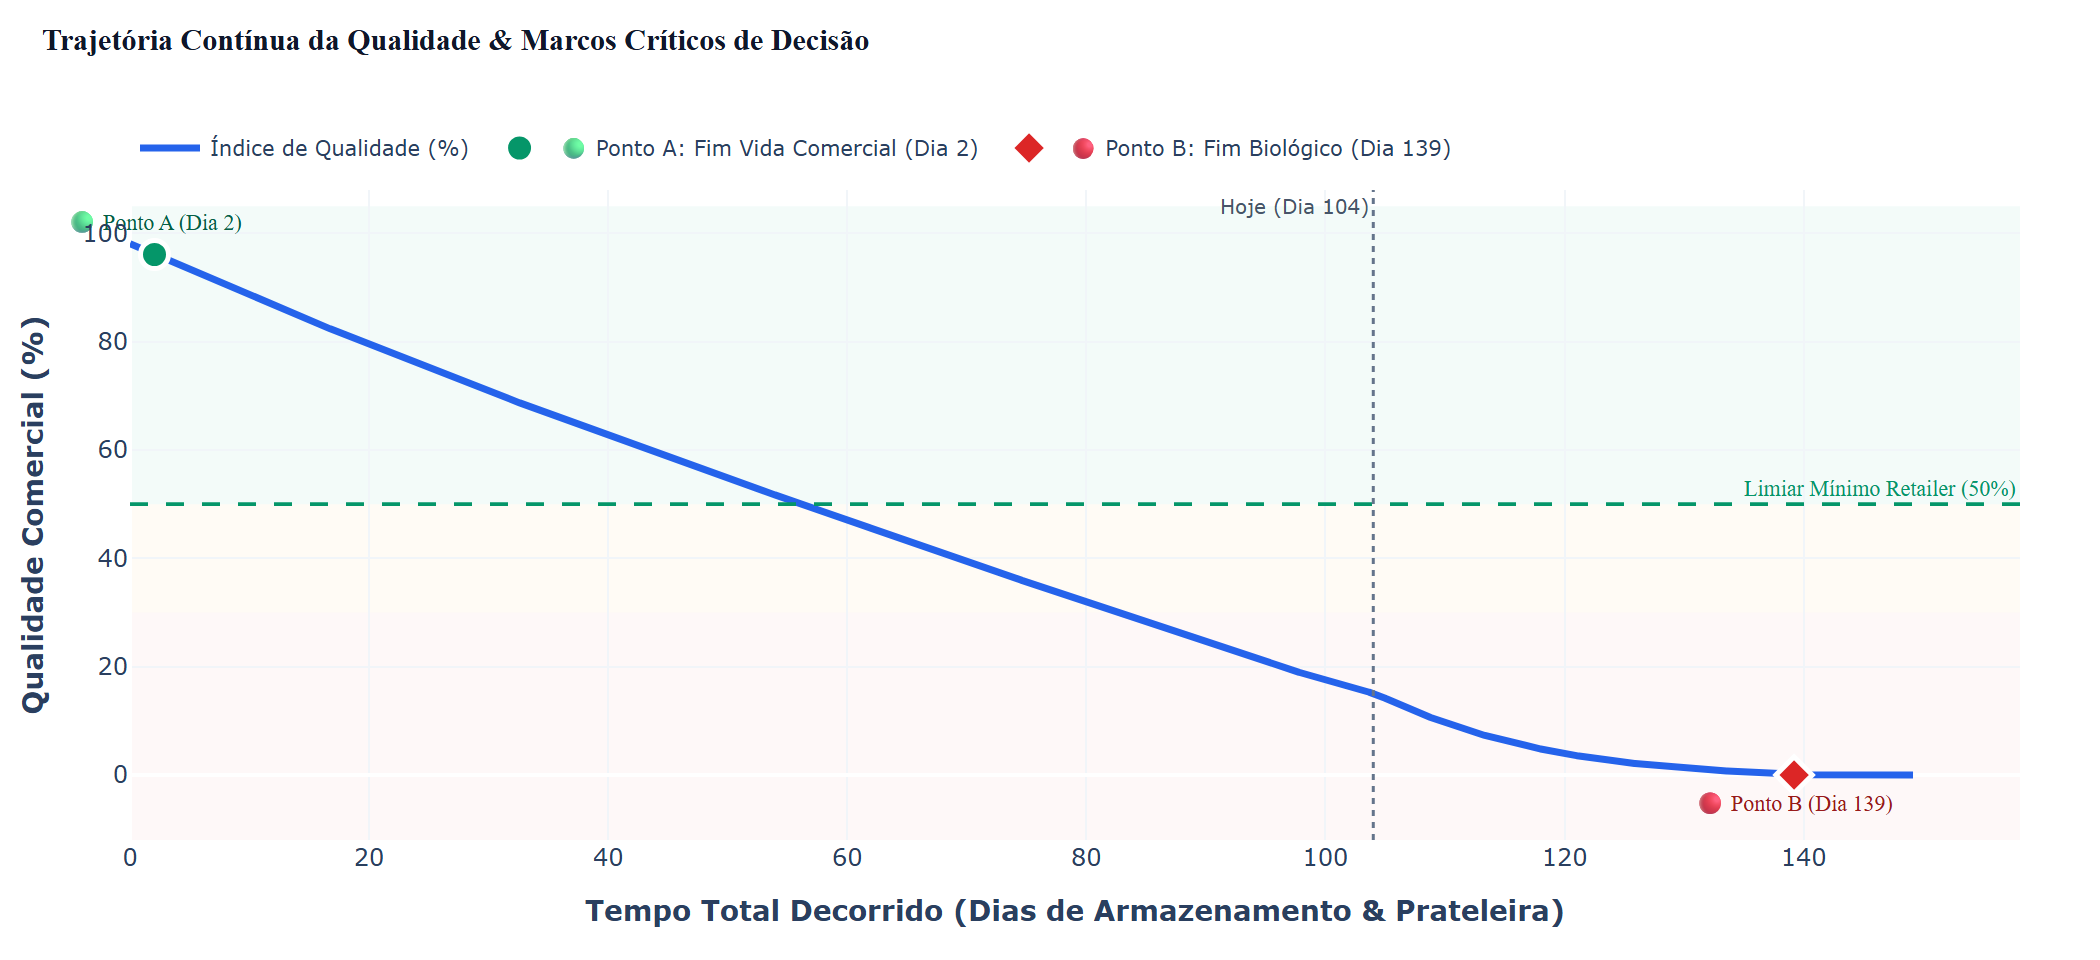 Trajetória Contínua da Qualidade & Marcos Críticos de Decisão
Índice de Qualidade (%)
Ponto A: Fim Vida Comercial (Dia 2)
Ponto B: Fim Biológico (Dia 139)
Hoje (Dia 104)
Ponto A (Dia 2)
100
80
60
Limiar Mínimo Retailer (50%)
40
20
0
Ponto B (Dia 139)
Qualidade Comercial (%)
0 20 40 60 80 100 120 140
Tempo Total Decorrido (Dias de Armazenamento & Prateleira)